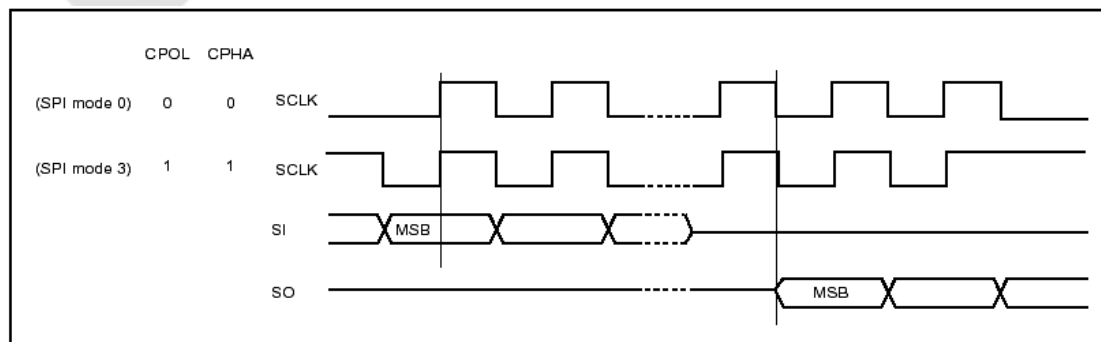 CPOL CPHA
(SPI mode 0) 0 0 SCLK
(SPI mode 3) 1 1 SCLK
SI MSB
SO MSB